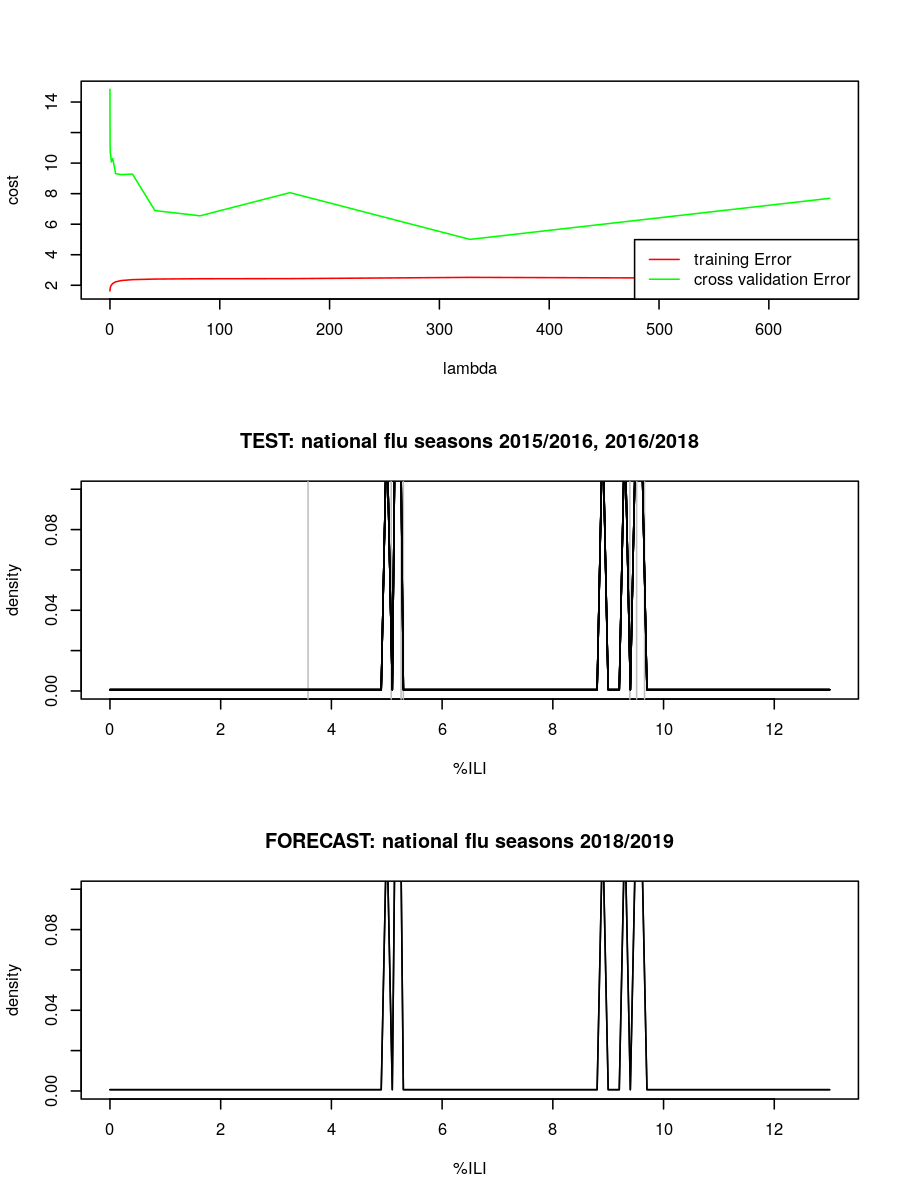 14
10
8
6
4
2
cost
training Error
cross validation Error
0 100 200 300 400 500 600
lambda
TEST: national flu seasons 2015/2016, 2016/2018
0.08
0.04
0.00
density
0 2 4 6 8 10 12
%ILI
FORECAST: national flu seasons 2018/2019
0.08
0.04
0.00
density
0 2 4 6 8 10 12
%ILI